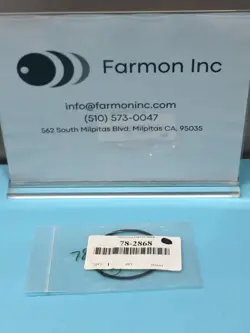 Farmon Inc
info@farmoninc.com
(510) 573-0047
562 South Milpitas Blvd, Milpitas CA, 95035
78-2868